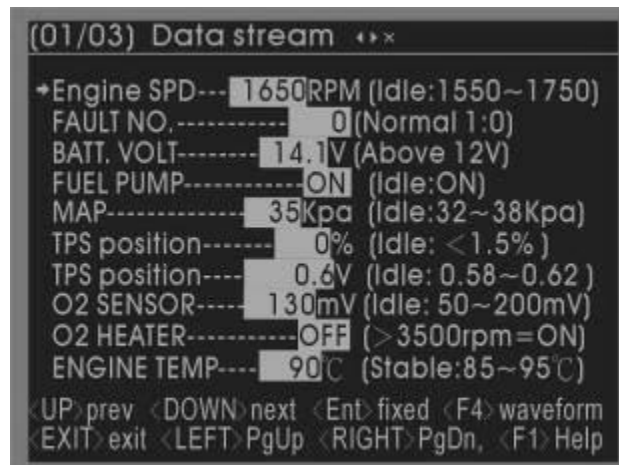 (01/03) Data stream ◂▸×
➔Engine SPD--- 1650RPM (Idle:1550~1750)
FAULT NO.------------ 0(Normal 1:0)
BATT. VOLT-------- 14.1V(Above 12V)
FUEL PUMP------------ON (Idle:ON)
MAP-------------- 35Kpa (Idle:32~38Kpa)
TPS position-------- 0% (Idle: <1.5% )
TPS position---- 0.6V (Idle: 0.58~0.62 )
O2 SENSOR----- 130mV (Idle: 50~200mV)
O2 HEATER-----------OFF (>3500rpm=ON)
ENGINE TEMP---- 90℃ (Stable:85~95℃)
<UP>prev <DOWN>next <Ent>fixed <F4>waveform
<EXIT>exit <LEFT>PgUp <RIGHT>PgDn, <F1>Help